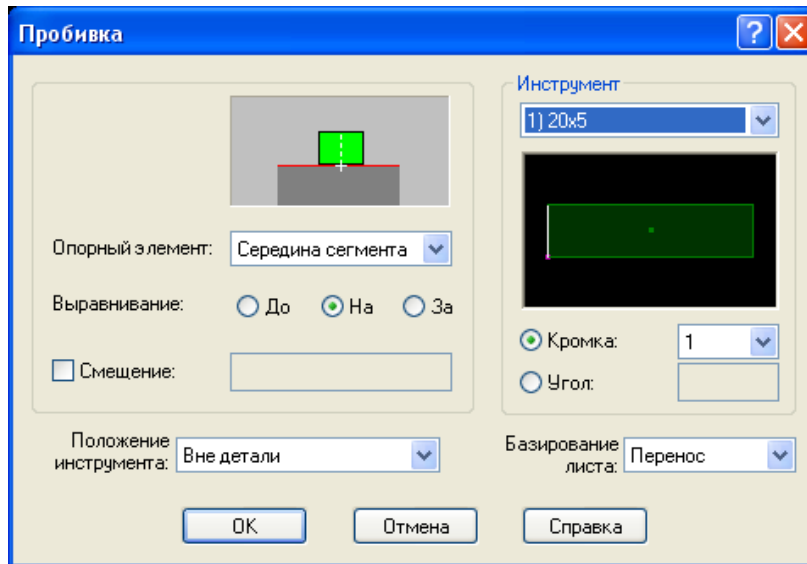 Пробивка
Инструмент
1) 20x5
Опорный элемент: Середина сегмента
Выравнивание: До На За
Смещение:
Кромка: 1
Угол:
Положение
инструмента: Вне детали
Базирование
листа: Перенос
OK Отмена Справка